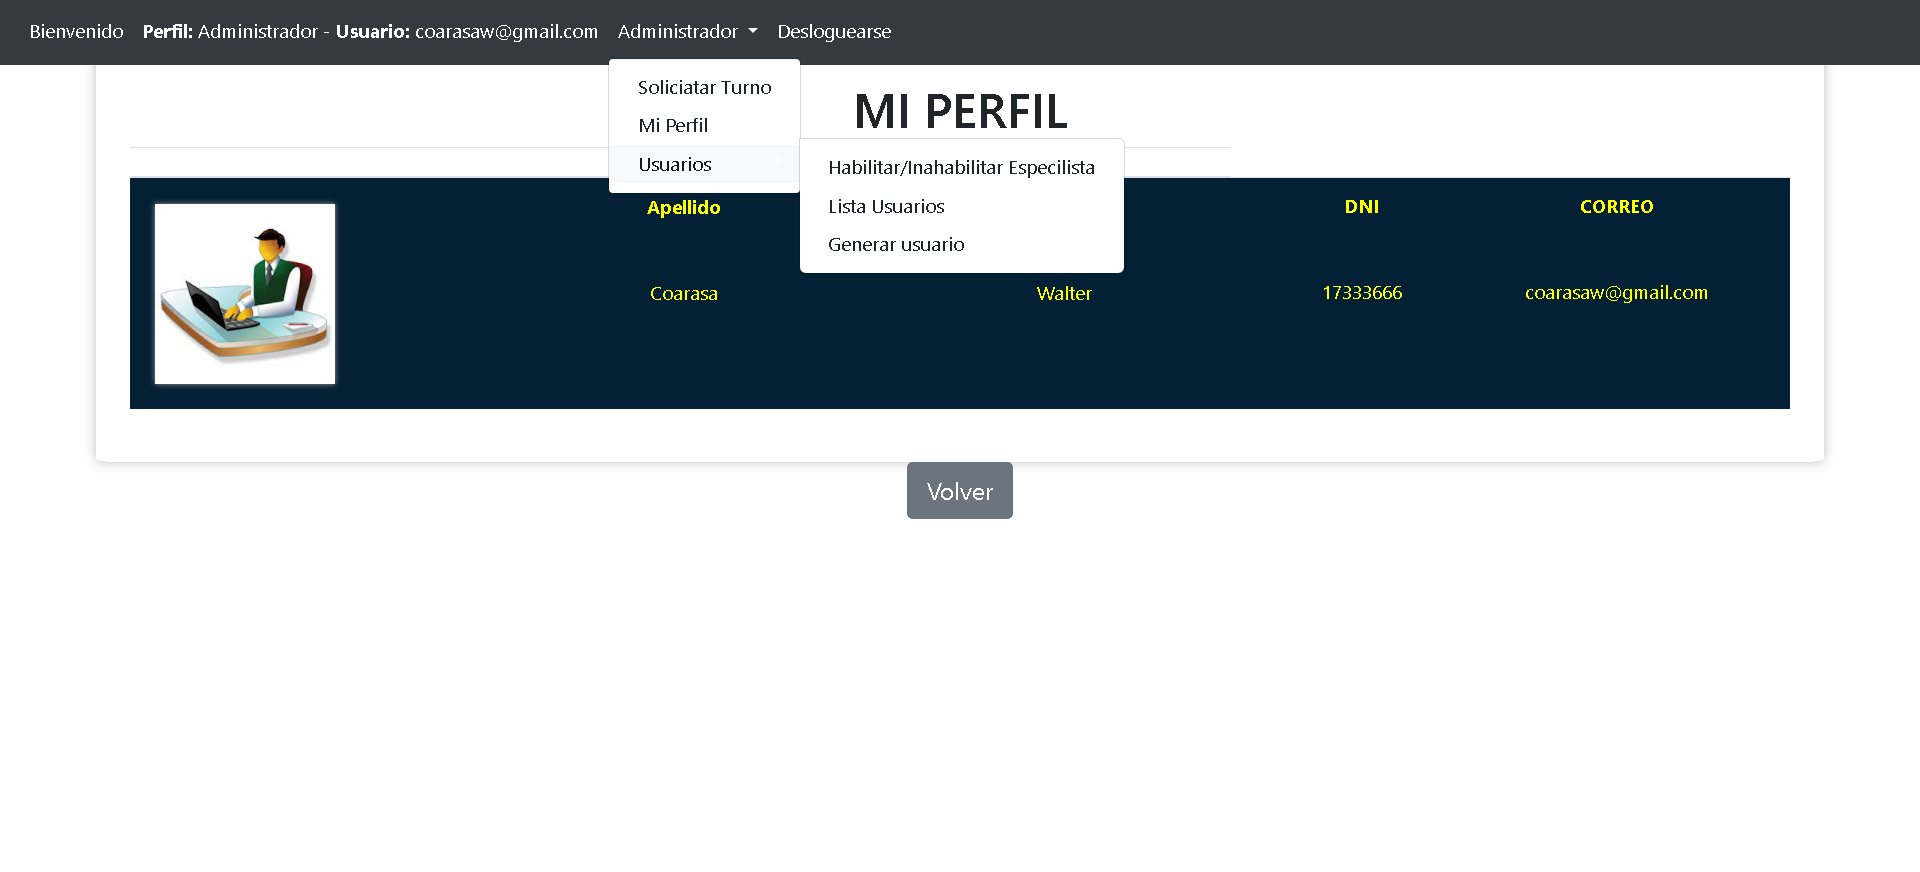 Bienvenido Perfil: Administrador - Usuario: coarasaw@gmail.com Administrador Desloguearse
Soliciatar Turno
Mi Perfil
Usuarios
MI PERFIL
Habilitar/Inahabilitar Especilista
Lista Usuarios
Generar usuario
Apellido DNI CORREO
Coarasa Walter 17333666 coarasaw@gmail.com
Volver